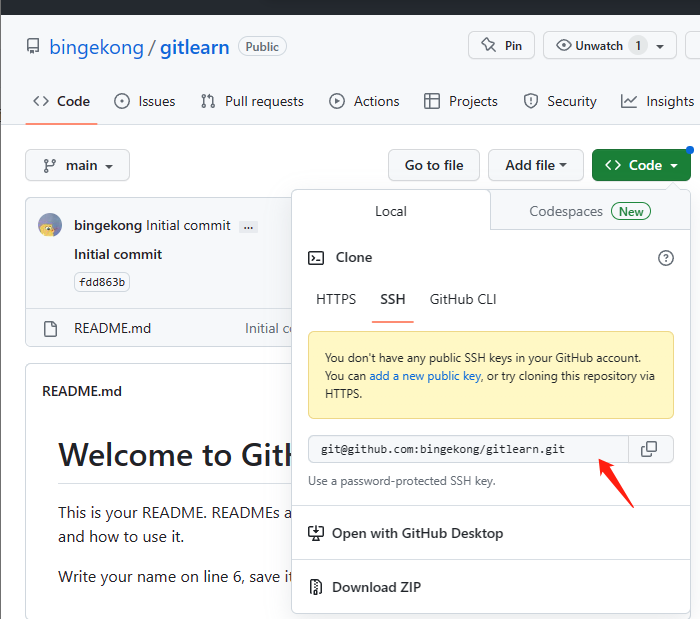 bingekong / gitlearn Public Pin Unwatch 1
Code Issues Pull requests Actions Projects Security Insights
main Go to file Add file Code
Local Codespaces New
bingekong Initial commit ...
Initial commit
fdd863b
README.md Initial c
Clone
HTTPS SSH GitHub CLI
You don't have any public SSH keys in your GitHub account.
You can add a new public key, or try cloning this repository via
HTTPS.
git@github.com:bingekong/gitlearn.git
Use a password-protected SSH key.
Open with GitHub Desktop
Download ZIP
README.md
Welcome to GitH
This is your README. READMEs a
and how to use it.
Write your name on line 6, save it